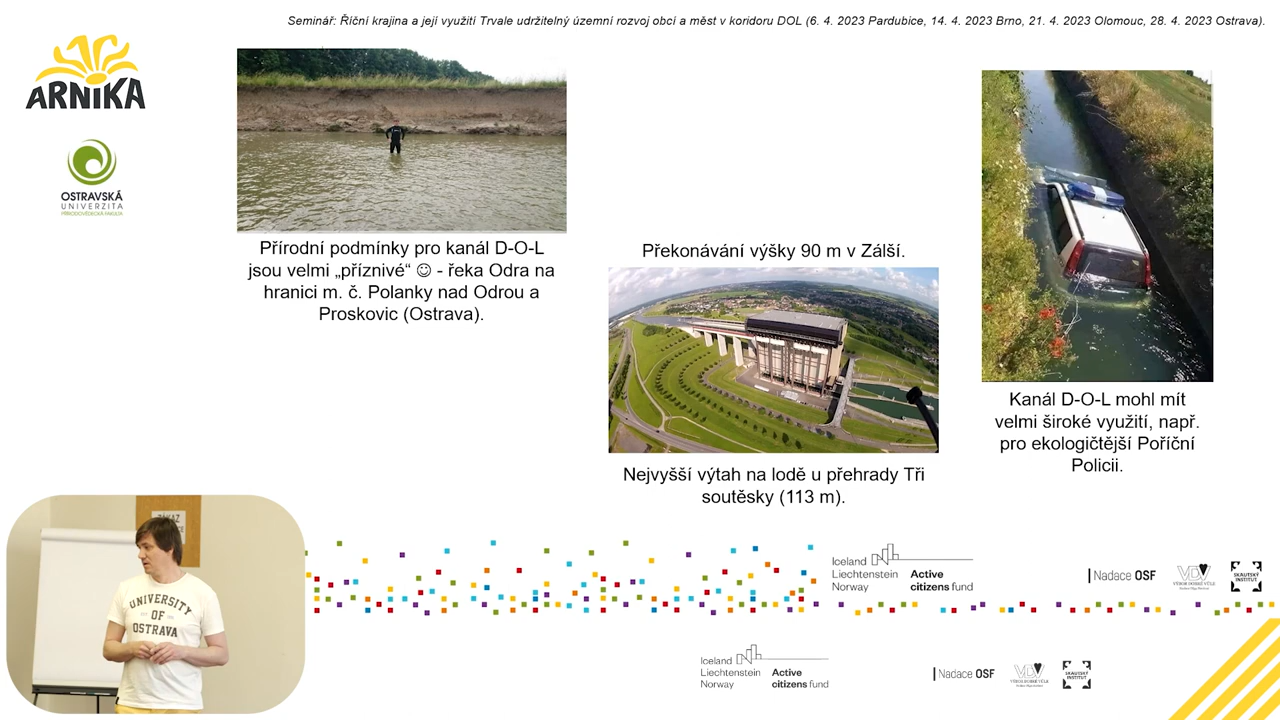 Seminář: Říční krajina a její využití Trvale udržitelný územní rozvoj obcí a měst v koridoru DOL (6. 4. 2023 Pardubice, 14. 4. 2023 Brno, 21. 4. 2023 Olomouc, 28. 4. 2023 Ostrava).
ARNIKA
OSTRAVSKÁ
UNIVERZITA
PŘÍRODOVĚDECKÁ FAKULTA
Přírodní podmínky pro kanál D-O-L
jsou velmi „příznivé“ ☺ - řeka Odra na
hranici m. č. Polanky nad Odrou a
Proskovic (Ostrava).
Překonávání výšky 90 m v Zálší.
Nejvyšší výtah na lodě u přehrady Tři
soutěsky (113 m).
Kanál D-O-L mohl mít
velmi široké využití, např.
pro ekologičtější Poříční
Policii.
ZÁKAZ
UNIVERSITY
OF
OSTRAVA
Iceland
Liechtenstein
Norway
Active
citizens fund
Nadace OSF
VDV
VÝBOR DOBRÉ VŮLE
SKAUTSKÝ
INSTITUT
Iceland
Liechtenstein
Norway
Active
citizens fund
Nadace OSF
VDV
VÝBOR DOBRÉ VŮLE
SKAUTSKÝ
INSTITUT